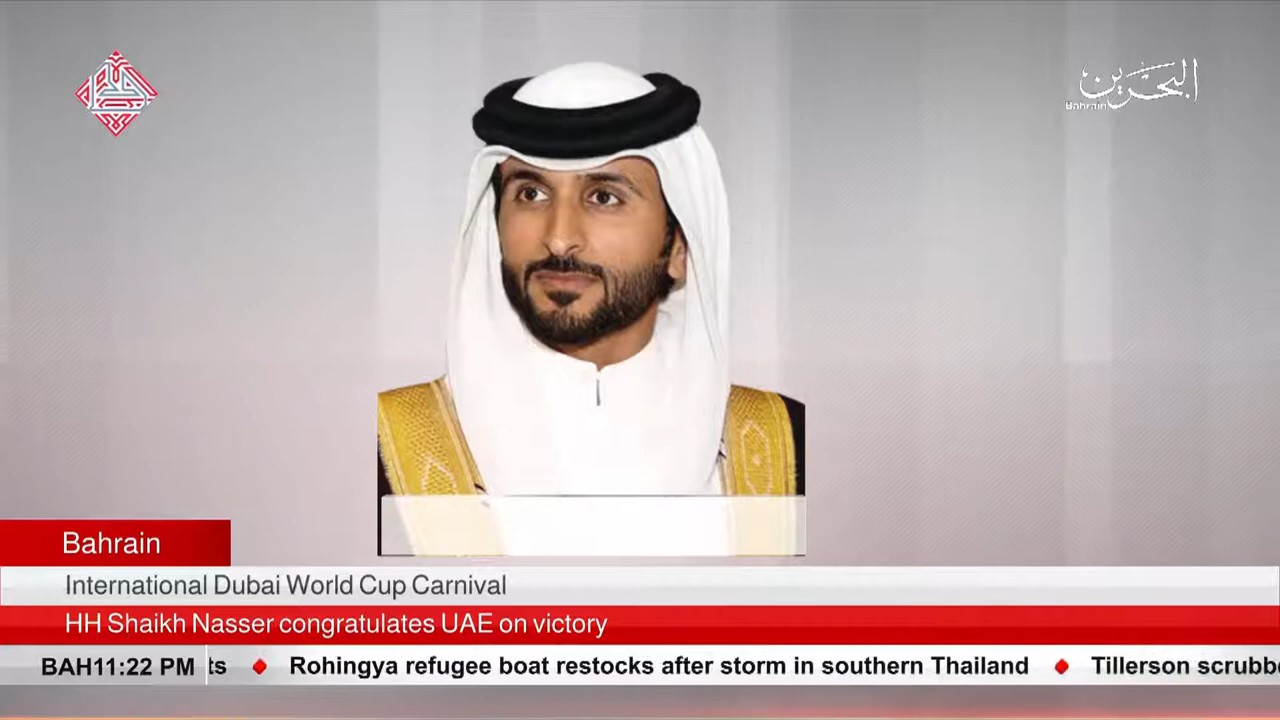 البحرين
Bahrain
Bahrain
International Dubai World Cup Carnival
HH Shaikh Nasser congratulates UAE on victory
BAH11:22 PM ts Rohingya refugee boat restocks after storm in southern Thailand Tillerson scrubb